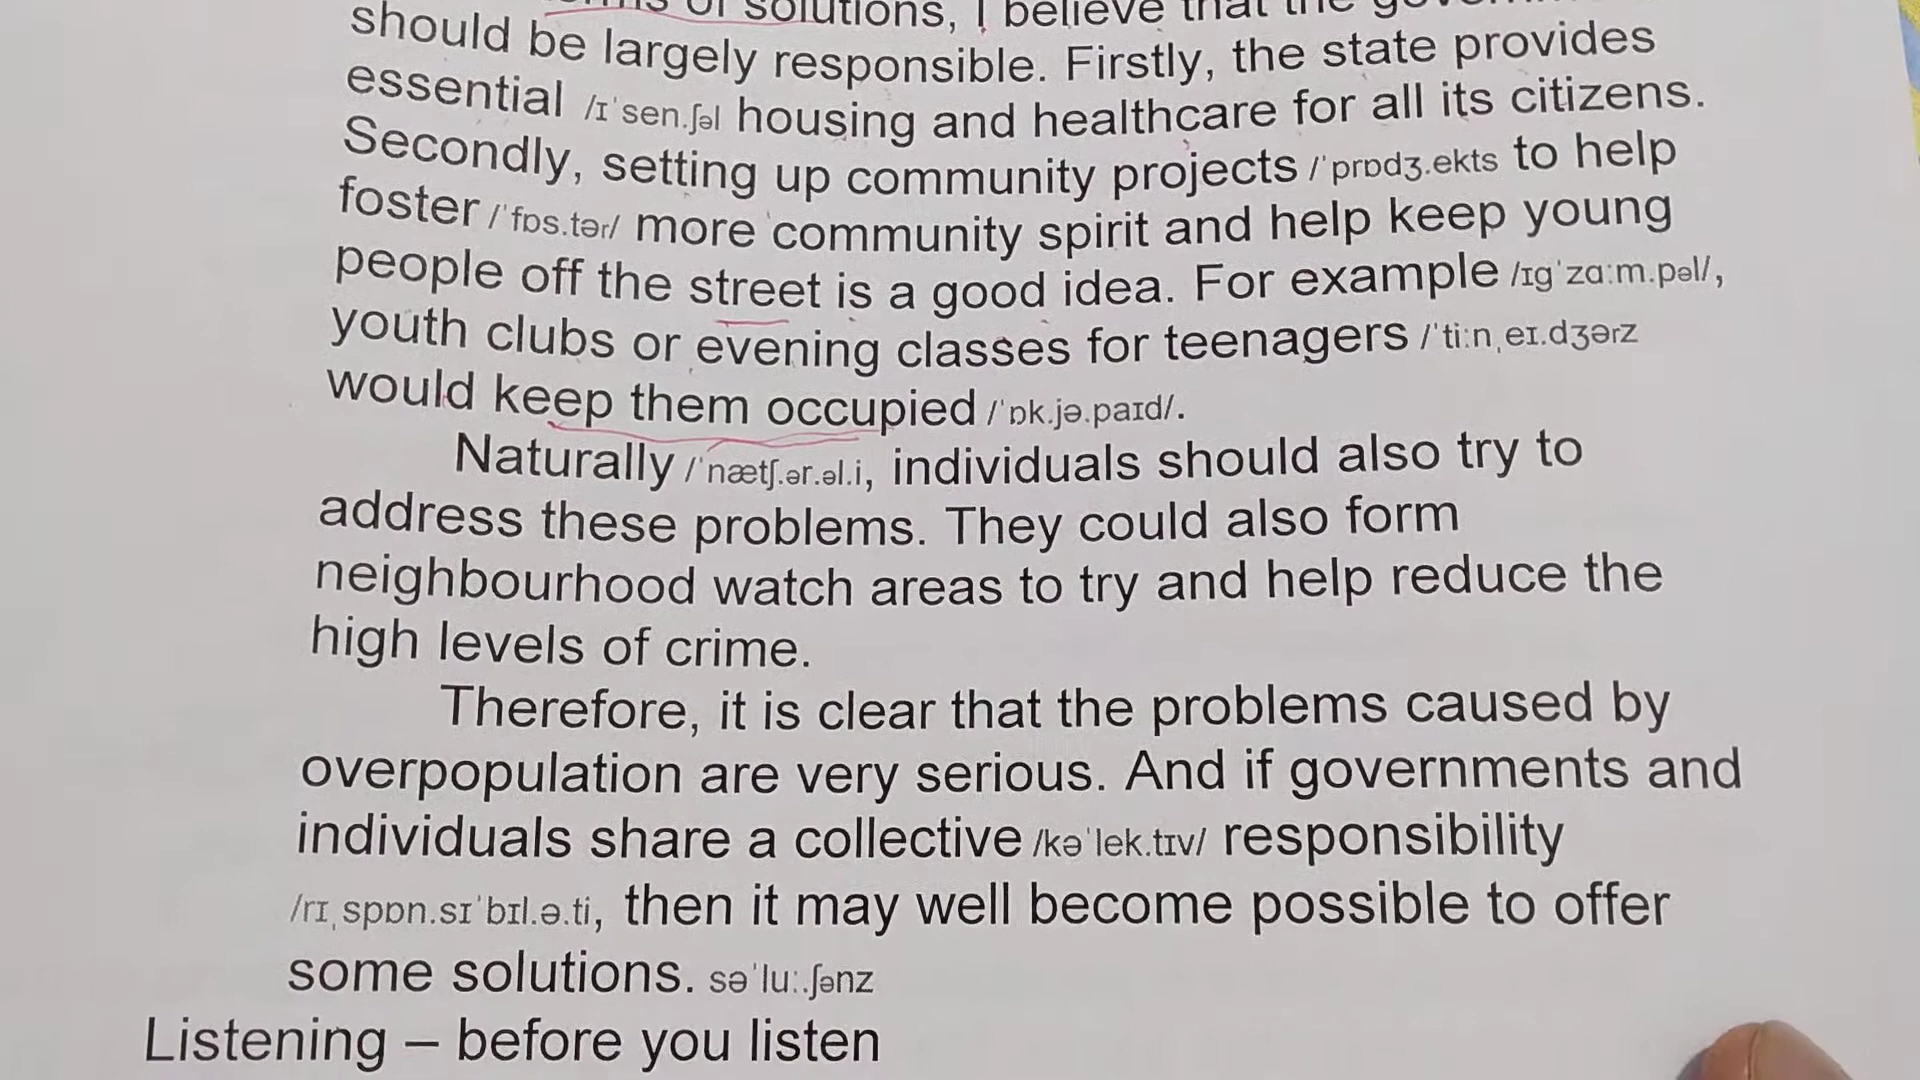 of solutions, I believe that the
should be largely responsible. Firstly, the state provides
essential /ɪˈsen.ʃəl housing and healthcare for all its citizens.
Secondly, setting up community projects /ˈprɒdʒ.ekts to help
foster /ˈfɒs.tər/ more community spirit and help keep young
people off the street is a good idea. For example /ɪɡˈzɑːm.pəl/,
youth clubs or evening classes for teenagers /ˈtiːnˌeɪ.dʒərz
would keep them occupied /ˈɒk.jə.paɪd/.
Naturally /ˈnætʃ.ər.əl.i, individuals should also try to
address these problems. They could also form
neighbourhood watch areas to try and help reduce the
high levels of crime.
Therefore, it is clear that the problems caused by
overpopulation are very serious. And if governments and
individuals share a collective /kəˈlek.tɪv/ responsibility
/rɪˌspɒn.sɪˈbɪl.ə.ti, then it may well become possible to offer
some solutions. səˈluː.ʃənz
Listening – before you listen